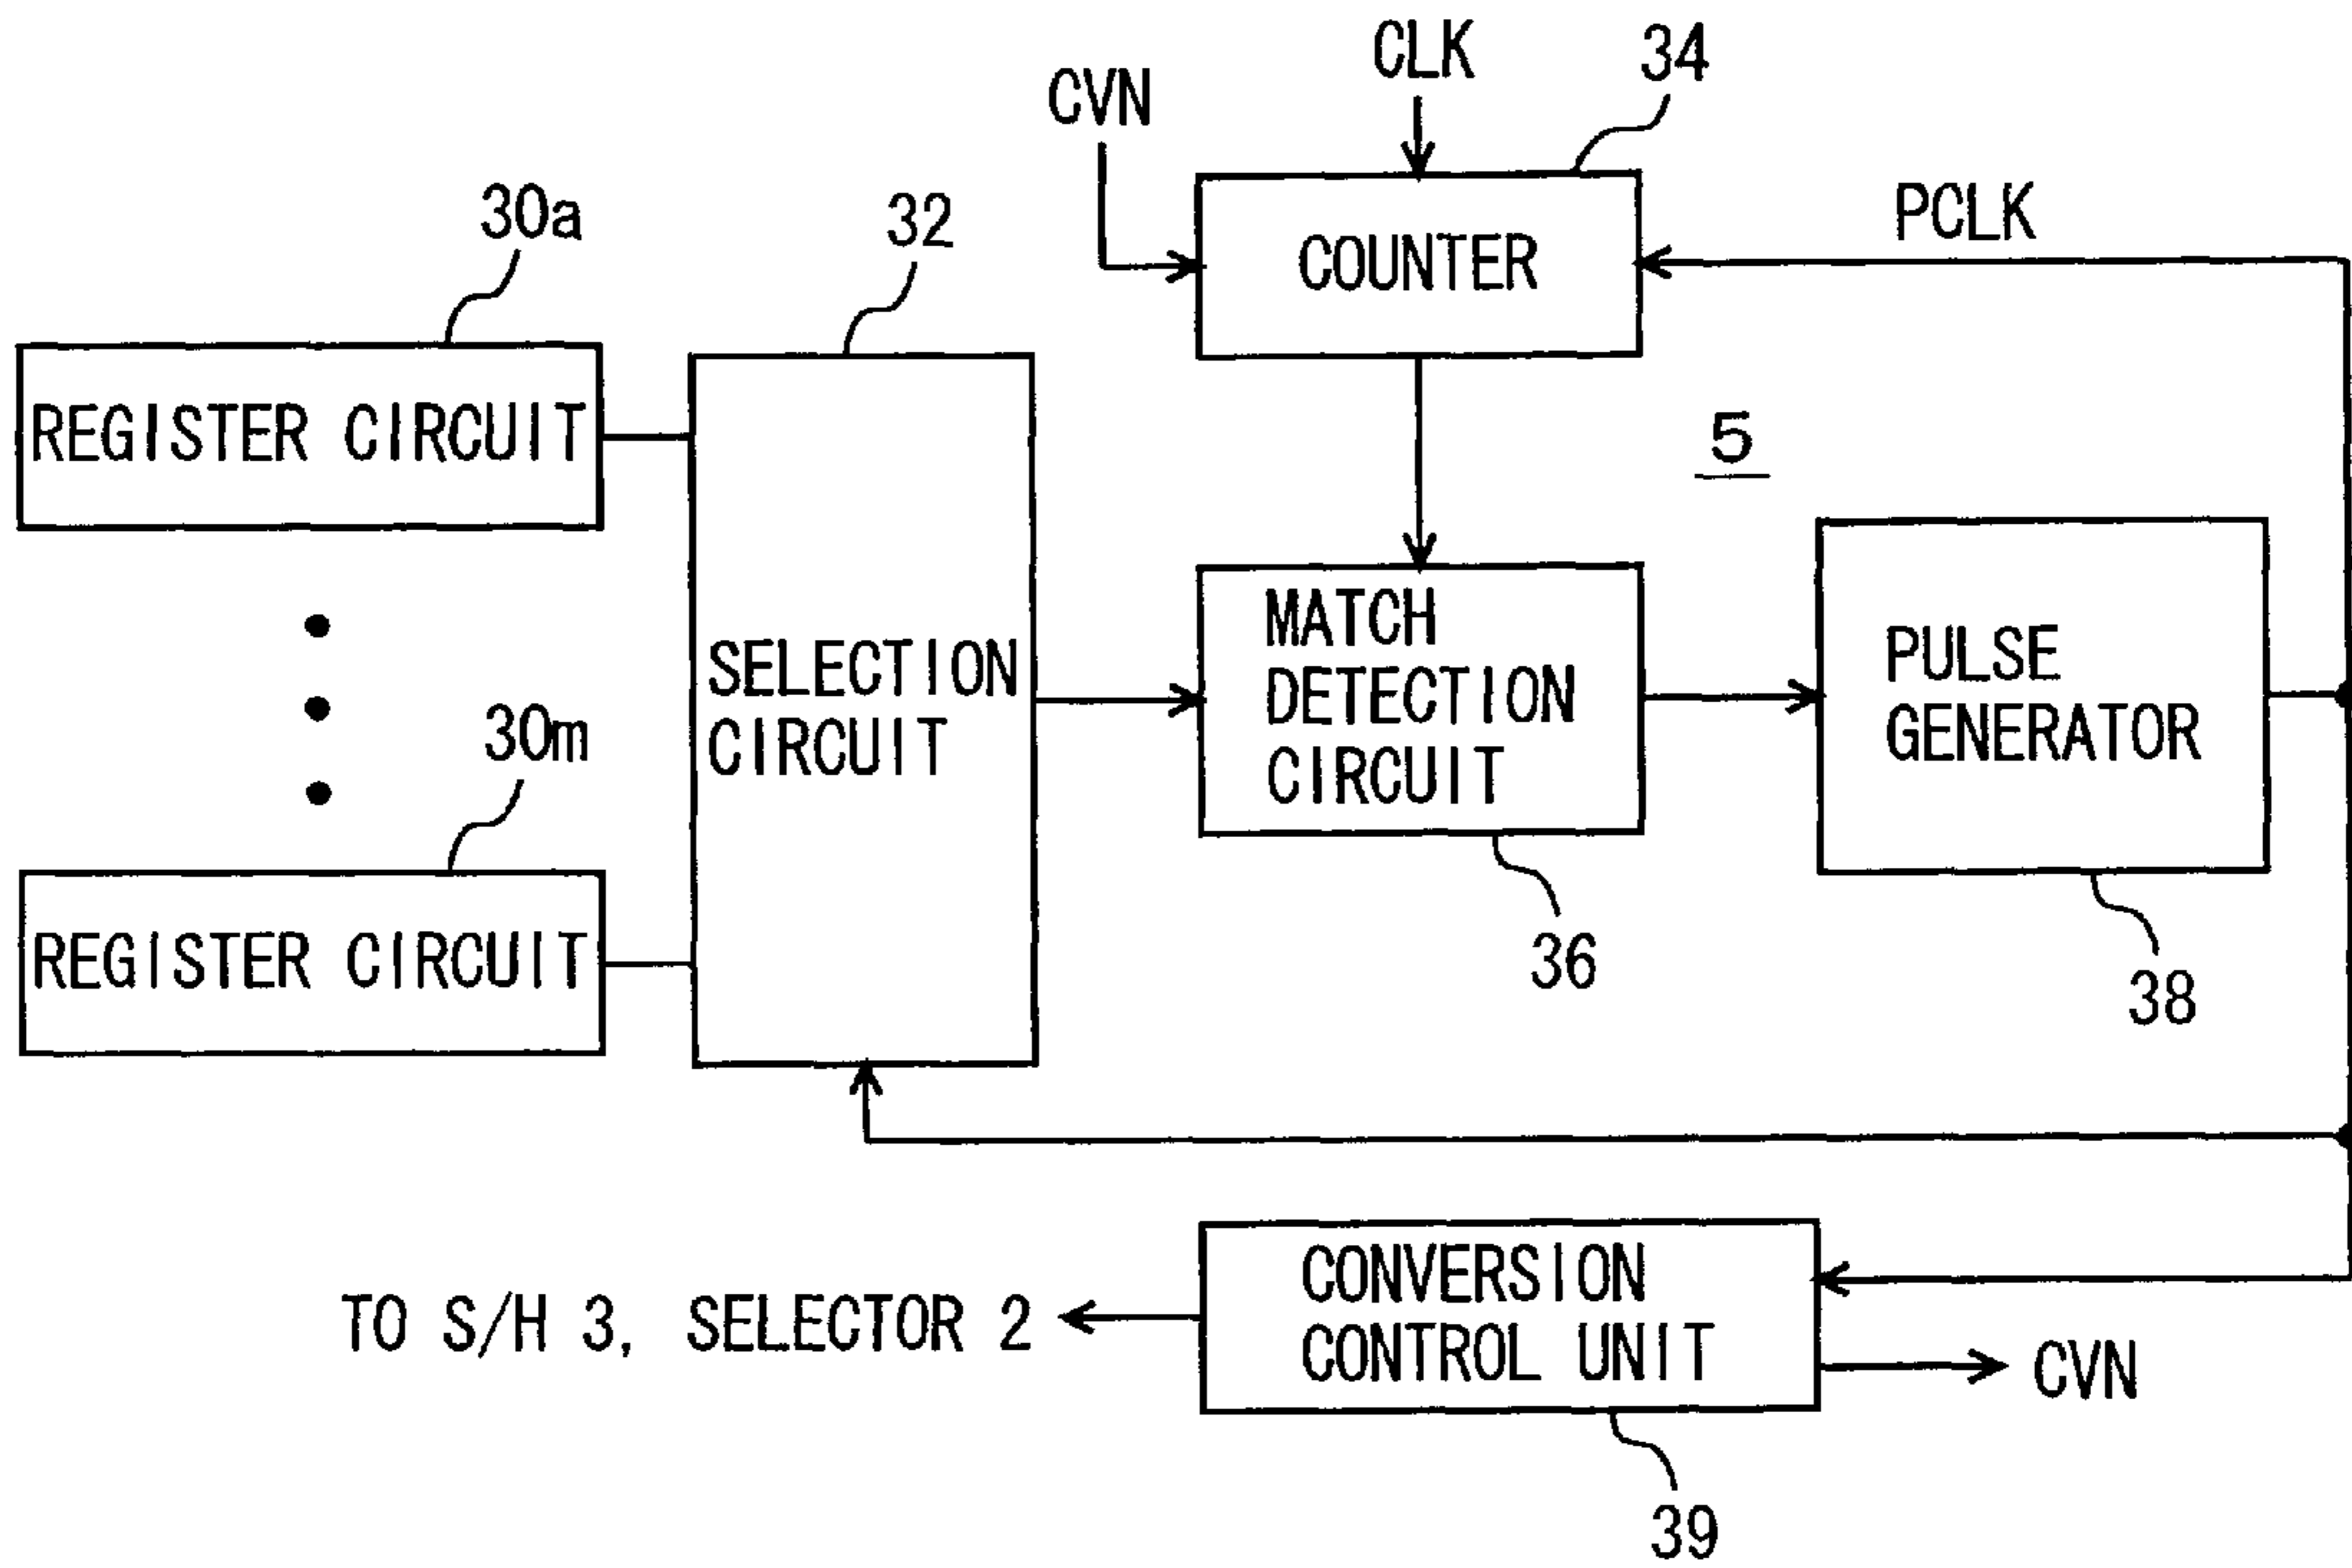 CLK
34
CVN
PCLK
30a
32
COUNTER
REGISTER CIRCUIT
5
MATCH
DETECTION
CIRCUIT
SELECTION
CIRCUIT
PULSE
GENERATOR
30m
REGISTER CIRCUIT
36
38
CONVERSION
CONTROL UNIT
TO S/H 3, SELECTOR 2
CVN
39